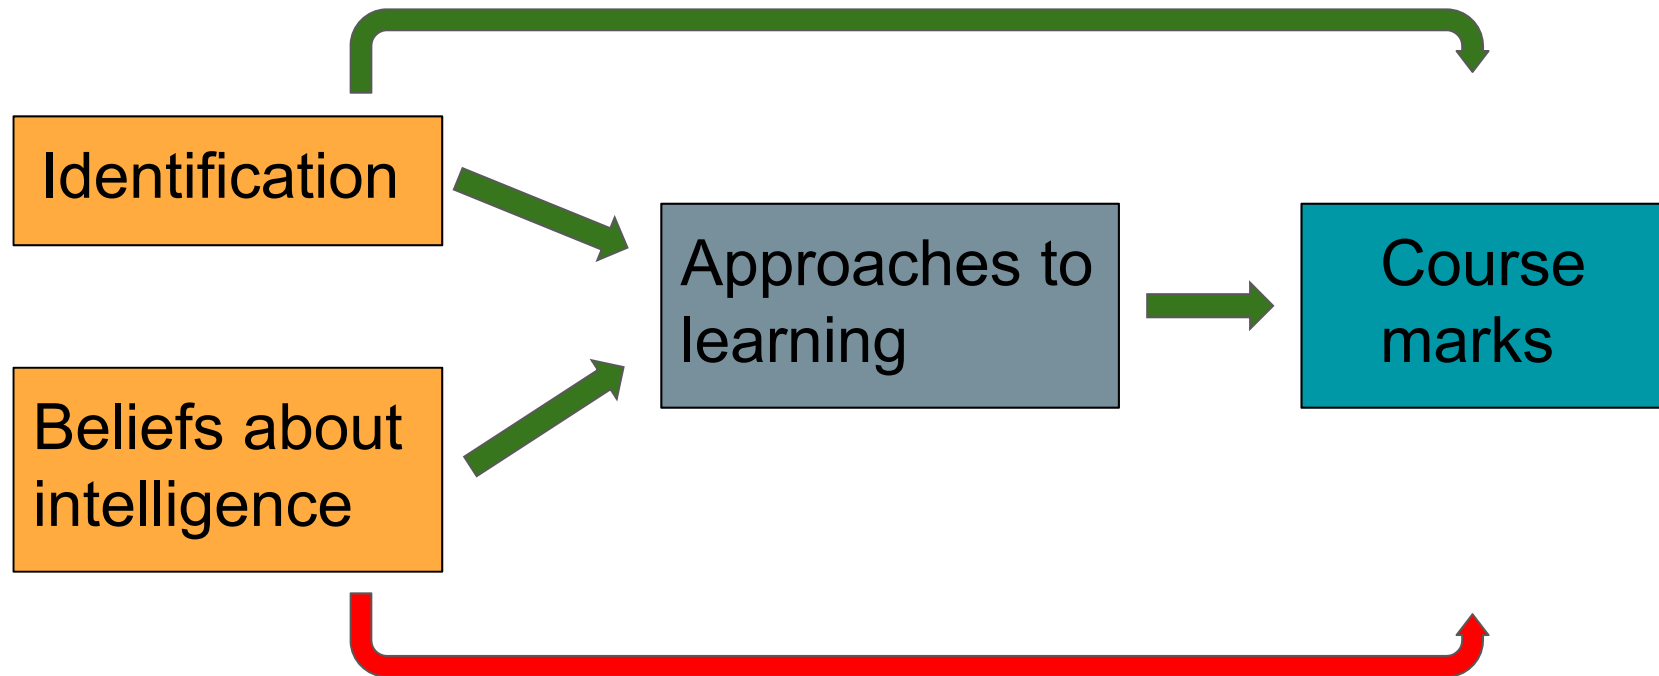 Identification
Approaches to
learning
Course
marks
Beliefs about
intelligence